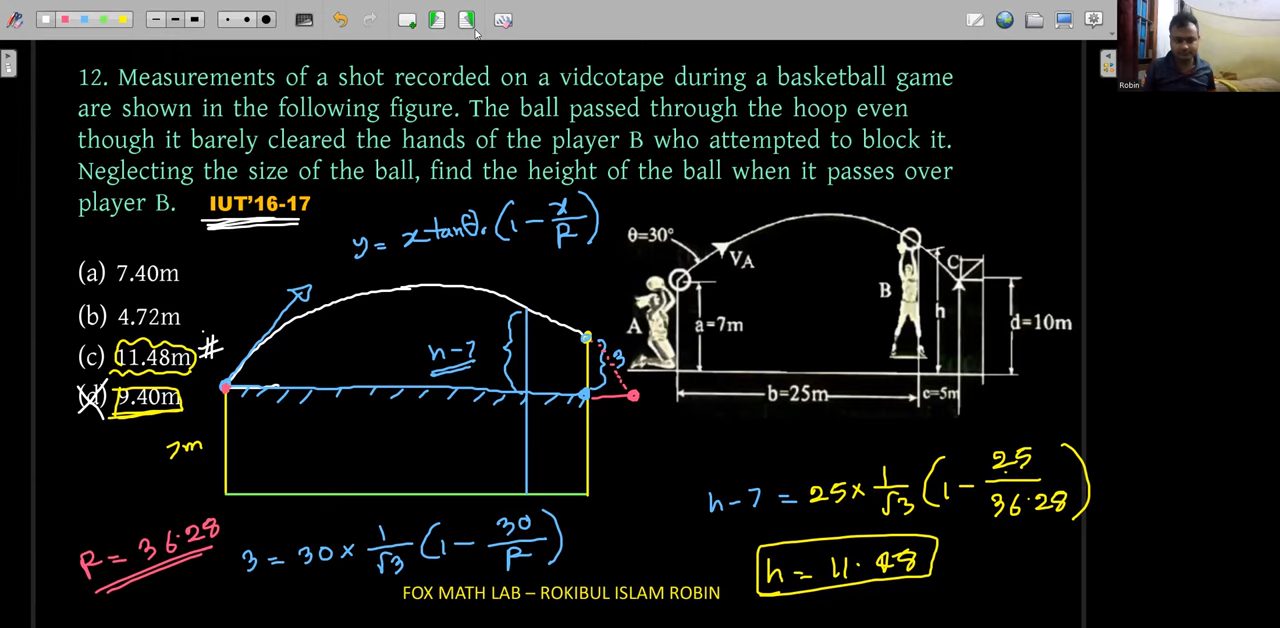 12. Measurements of a shot recorded on a vidcotape during a basketball game
are shown in the following figure. The ball passed through the hoop even
though it barely cleared the hands of the player B who attempted to block it.
Neglecting the size of the ball, find the height of the ball when it passes over
player B. IUT'16-17
y = x tanθ. (1 - x/R)
(a) 7.40m
(b) 4.72m
(c) 11.48m #
(d) 9.40m
h-7
3
7m
θ=30°
VA
A
a=7m
B
h
C
d=10m
b=25m
c=5m
R = 36.28
3 = 30 × 1/√3 (1 - 30/R)
h-7 = 25 × 1/√3 (1 - 25/36.28)
h = 11.48
FOX MATH LAB – ROKIBUL ISLAM ROBIN
Robin